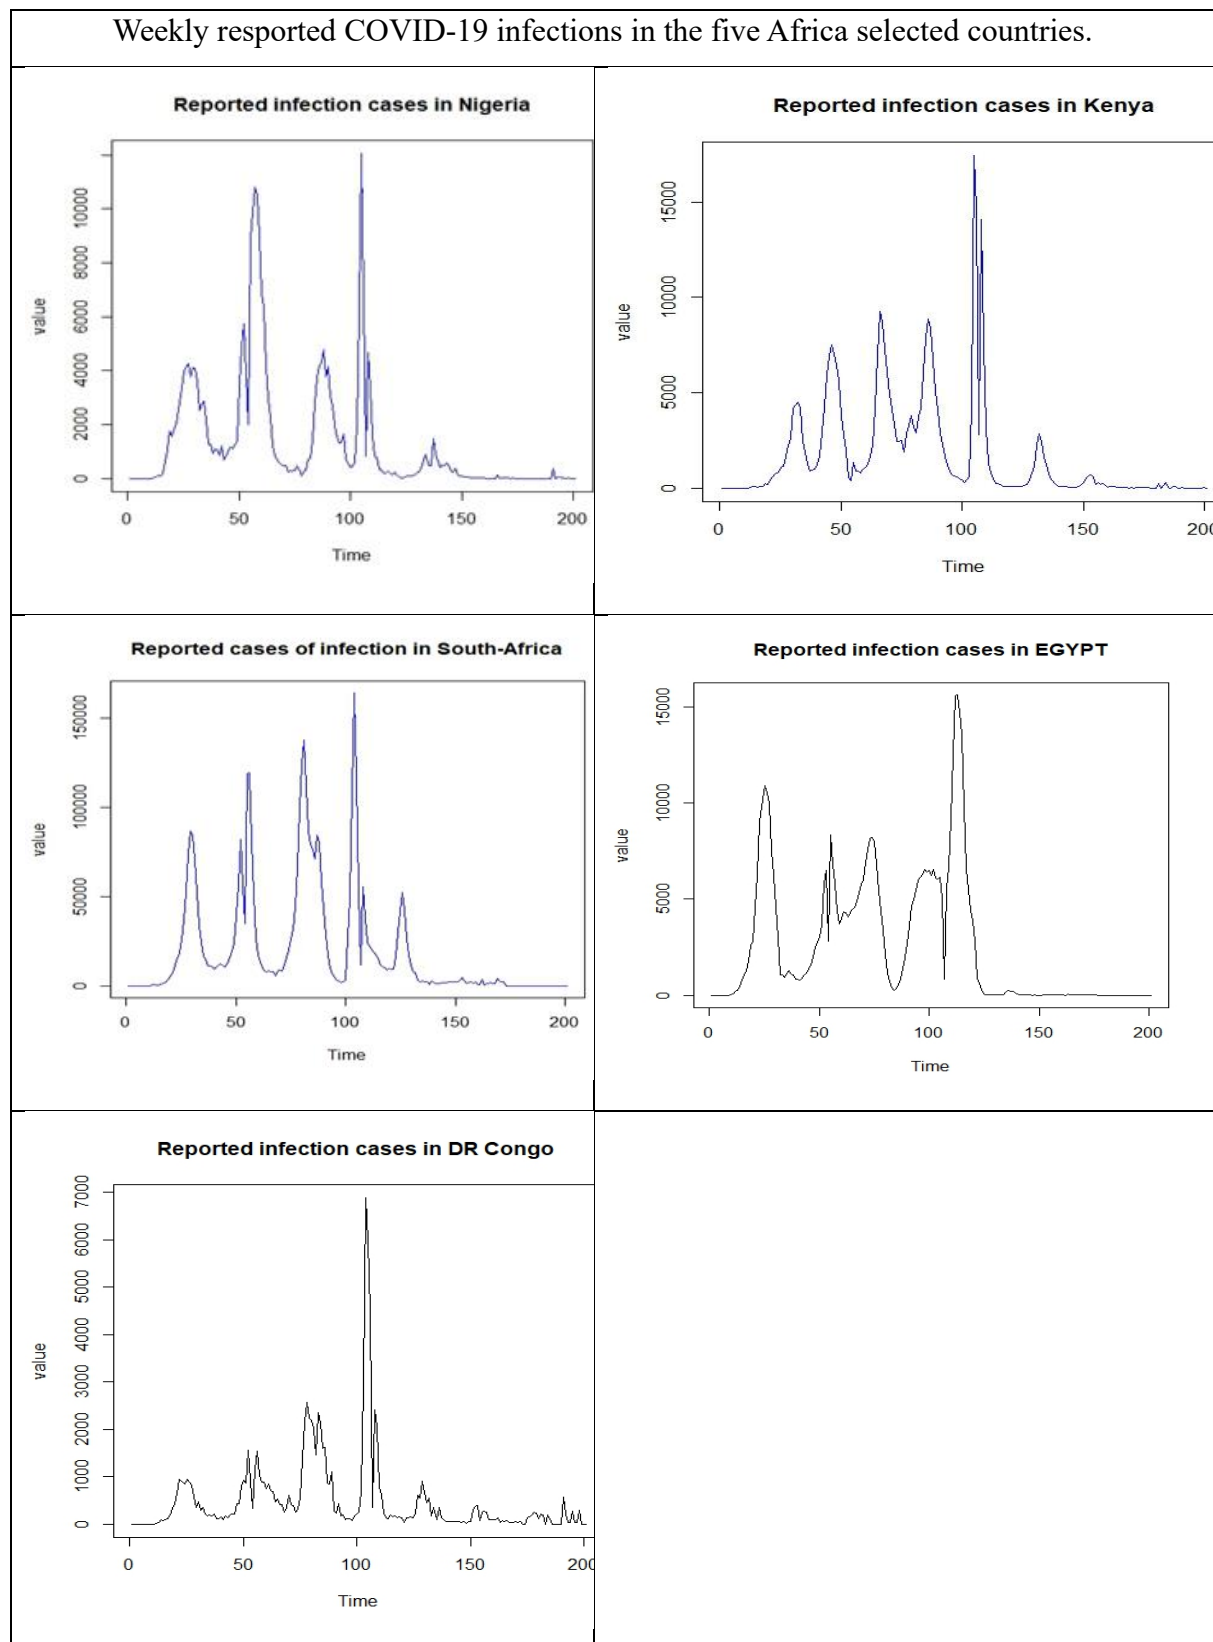 Weekly resported COVID-19 infections in the five Africa selected countries.
Reported infection cases in Nigeria
value
0
2000
4000
6000
8000
10000
0 50 100 150 200
Time
Reported infection cases in Kenya
value
0
5000
10000
15000
0 50 100 150 200
Time
Reported cases of infection in South-Africa
value
0
50000
100000
150000
0 50 100 150 200
Time
Reported infection cases in EGYPT
value
0
5000
10000
15000
0 50 100 150 200
Time
Reported infection cases in DR Congo
value
0
1000
2000
3000
4000
5000
6000
7000
0 50 100 150 200
Time